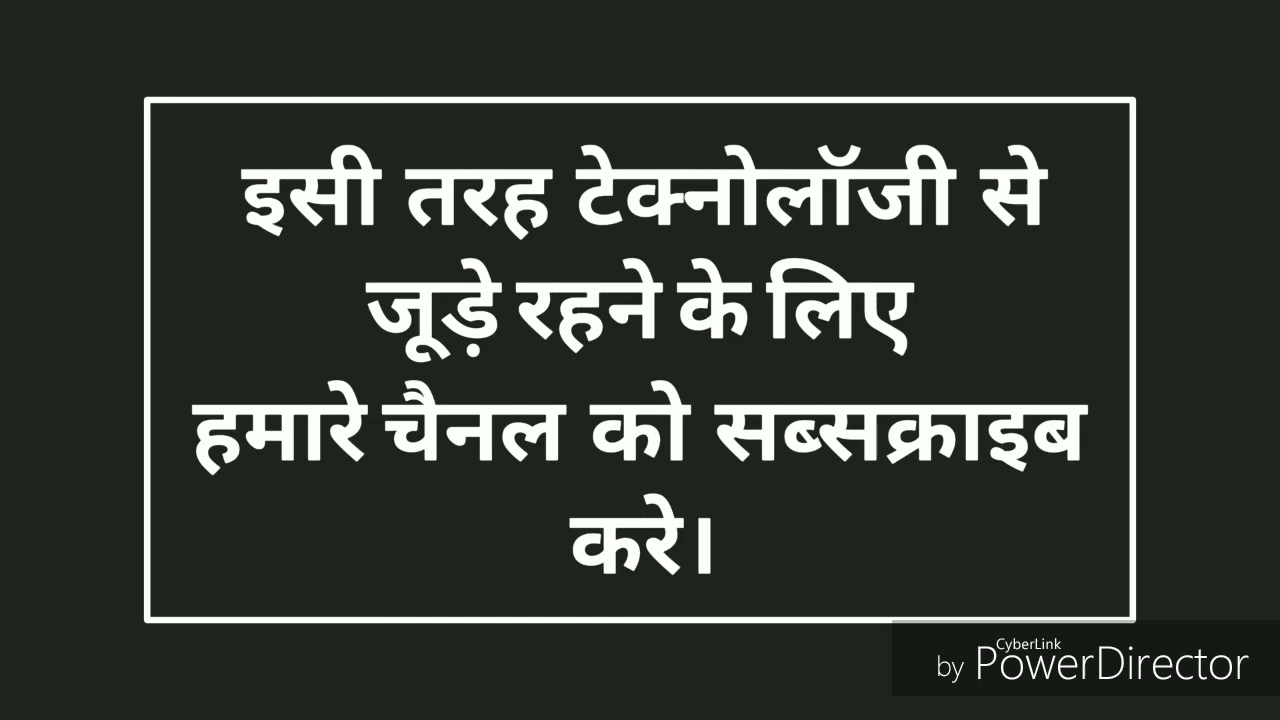 इसी तरह टेक्नोलॉजी से
जूड़े रहने के लिए
हमारे चैनल को सब्सक्राइब
करे।
CyberLink
by PowerDirector